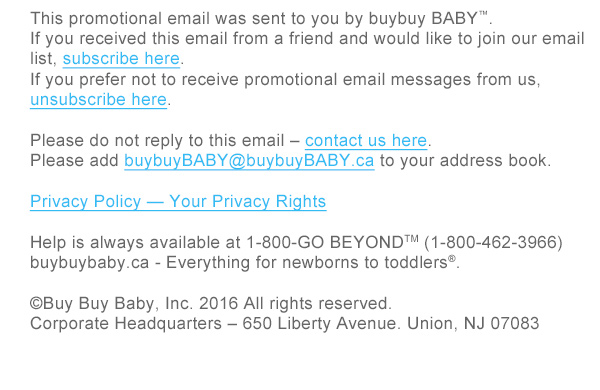 This promotional email was sent to you by buybuy BABY™.
If you received this email from a friend and would like to join our email
list, subscribe here.
If you prefer not to receive promotional email messages from us,
unsubscribe here.
Please do not reply to this email – contact us here.
Please add buybuyBABY@buybuyBABY.ca to your address book.
Privacy Policy — Your Privacy Rights
Help is always available at 1-800-GO BEYOND™ (1-800-462-3966)
buybuybaby.ca - Everything for newborns to toddlers®.
©Buy Buy Baby, Inc. 2016 All rights reserved.
Corporate Headquarters – 650 Liberty Avenue. Union, NJ 07083